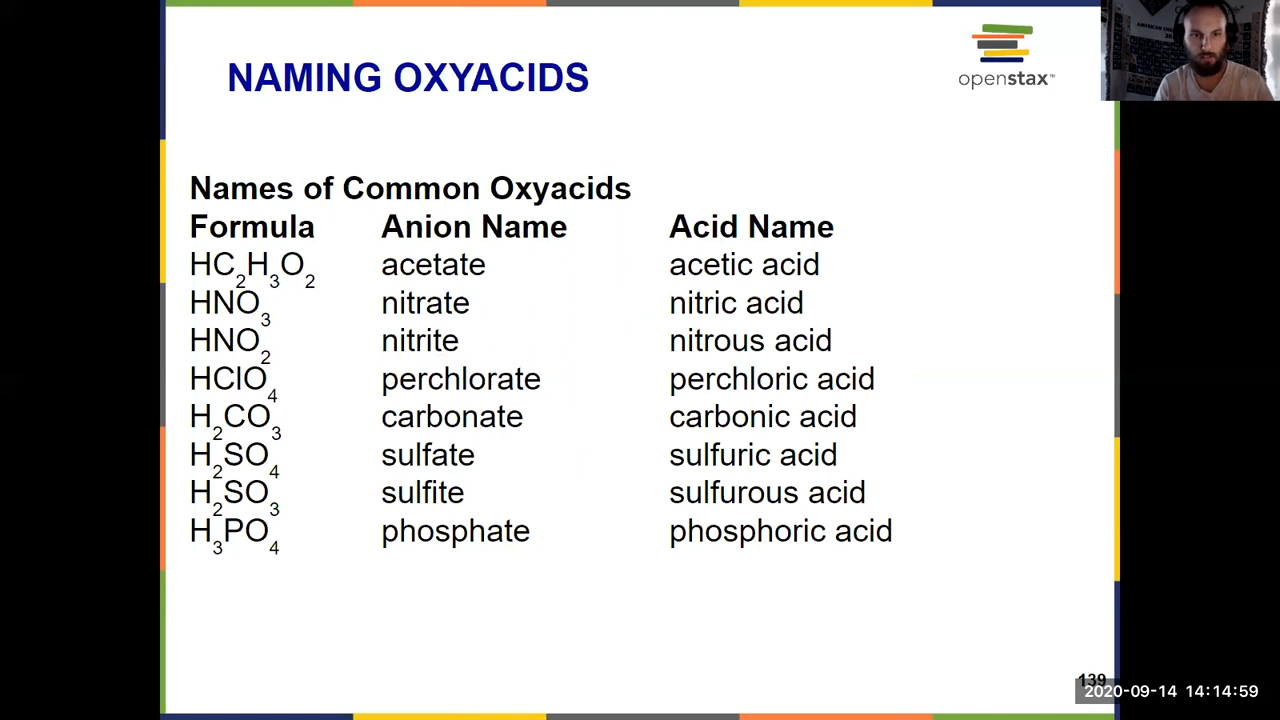 NAMING OXYACIDS
openstax™
Names of Common Oxyacids
Formula Anion Name Acid Name
HC₂H₃O₂ acetate acetic acid
HNO₃ nitrate nitric acid
HNO₂ nitrite nitrous acid
HClO₄ perchlorate perchloric acid
H₂CO₃ carbonate carbonic acid
H₂SO₄ sulfate sulfuric acid
H₂SO₃ sulfite sulfurous acid
H₃PO₄ phosphate phosphoric acid
139
2020-09-14 14:14:59